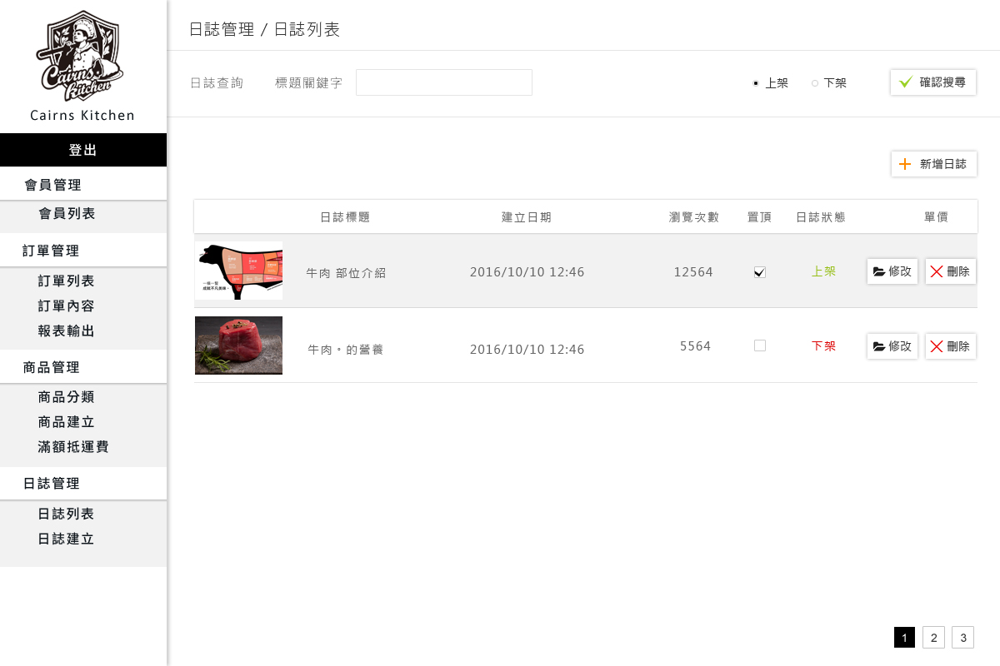 Cairns
Kitchen
Cairns Kitchen
登出
會員管理
會員列表
訂單管理
訂單列表
訂單內容
報表輸出
商品管理
商品分類
商品建立
滿額抵運費
日誌管理
日誌列表
日誌建立
日誌管理 / 日誌列表
日誌查詢 標題關鍵字 上架 下架 確認搜尋
新增日誌
日誌標題 建立日期 瀏覽次數 置頂 日誌狀態 單價
牛肉 部位介紹 2016/10/10 12:46 12564 上架 修改 刪除
牛肉。的營養 2016/10/10 12:46 5564 下架 修改 刪除
1 2 3